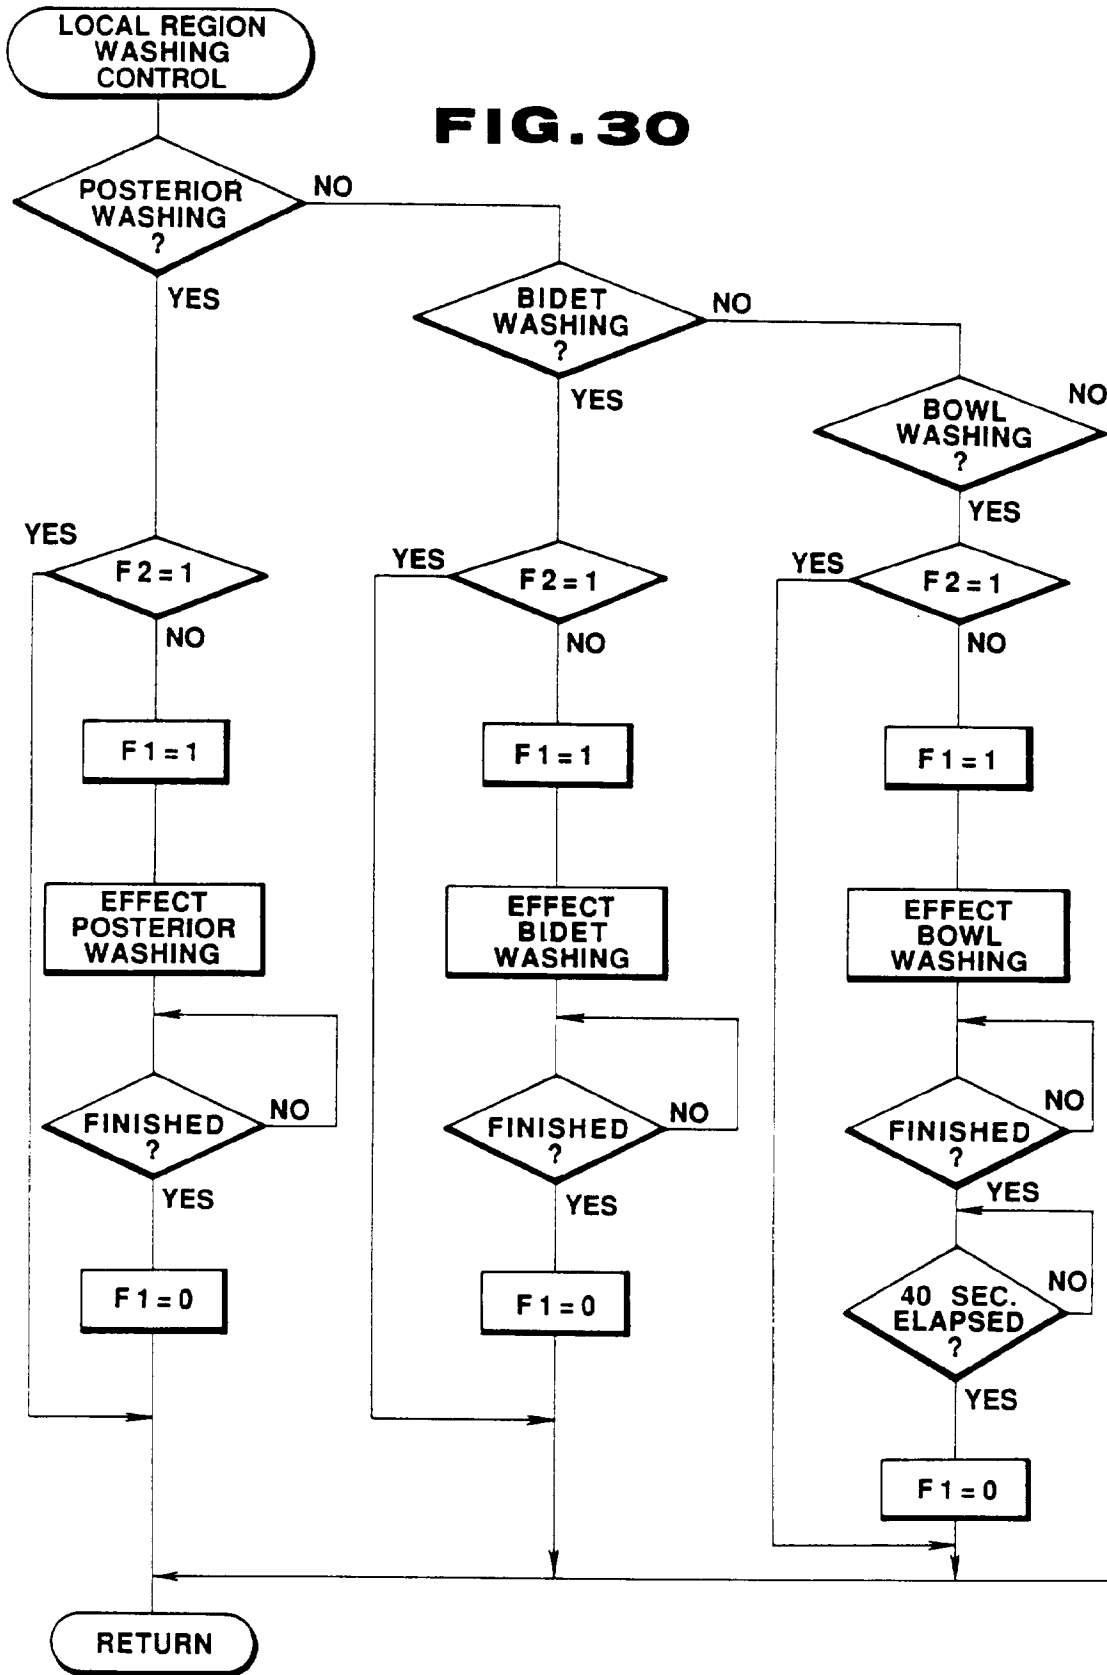 LOCAL REGION
WASHING
CONTROL
FIG.30
POSTERIOR
WASHING
?
NO
YES
BIDET
WASHING
?
NO
YES
BOWL
WASHING
?
NO
YES
YES
F2=1
NO
F1=1
EFFECT
POSTERIOR
WASHING
FINISHED
?
NO
YES
F1=0
YES
F2=1
NO
F1=1
EFFECT
BIDET
WASHING
FINISHED
?
NO
YES
F1=0
YES
F2=1
NO
F1=1
EFFECT
BOWL
WASHING
FINISHED
?
NO
YES
40 SEC.
ELAPSED
?
NO
YES
F1=0
RETURN